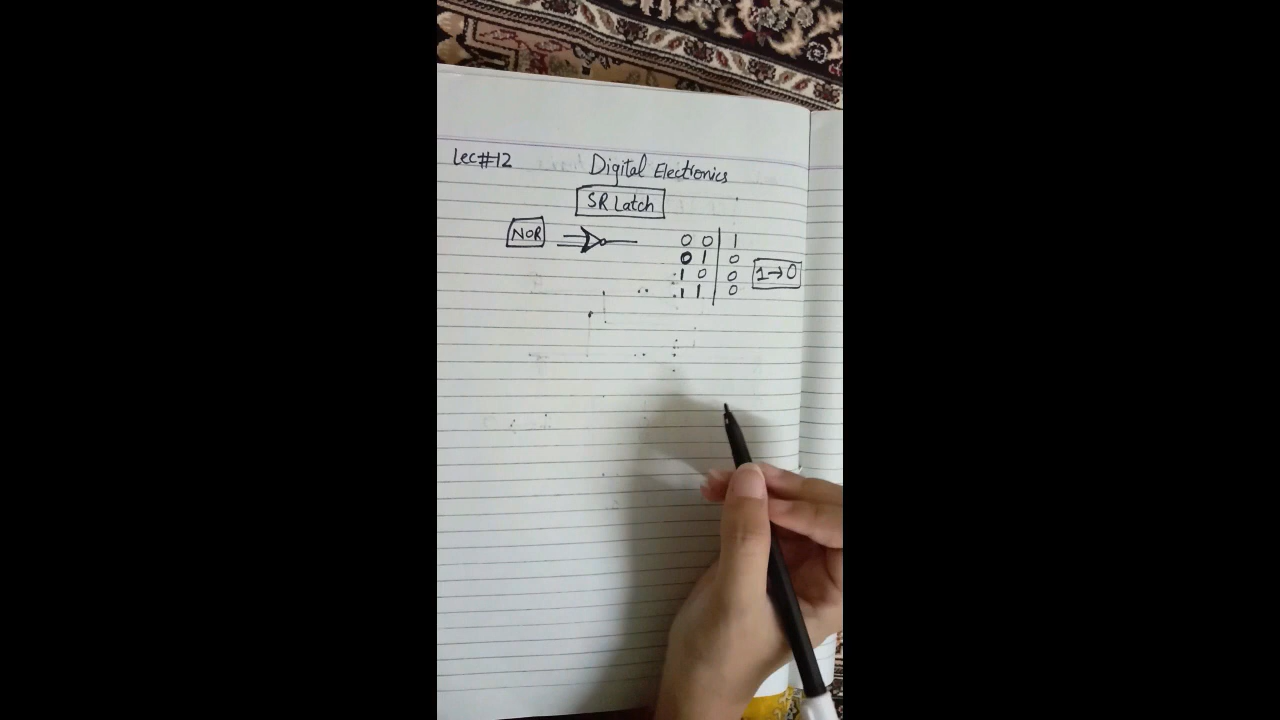 Lec#12 Digital Electronics
SR Latch
NOR 0 0 1
0 1 0
1 0 0 1→0
1 1 0